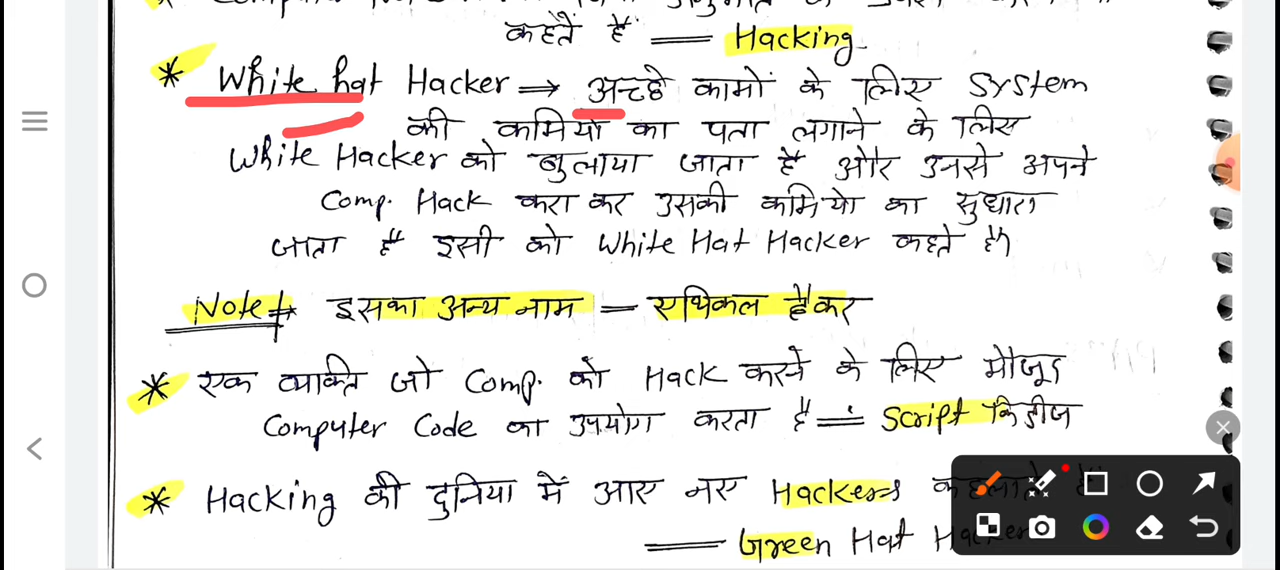 कहतें हैं — Hacking
* White hat Hacker ⇒ अच्छे कामों के लिए System
की कमियों का पता लगाने के लिए
White Hacker को बुलाया जाता है और उनसे अपने
Comp. Hack करा कर उसकी कमियो का सुधारा
जाता है इसी को White Hat Hacker कहते हैं।
Note ⇒ इसका अन्य नाम — एथिकल हैकर
* एक व्यक्ति जो Comp. को Hack करने के लिए मौजूद
Computer Code का उपयोग करता है — Script किडीज
* Hacking की दुनिया में आए नए Hackers
— Green Hat